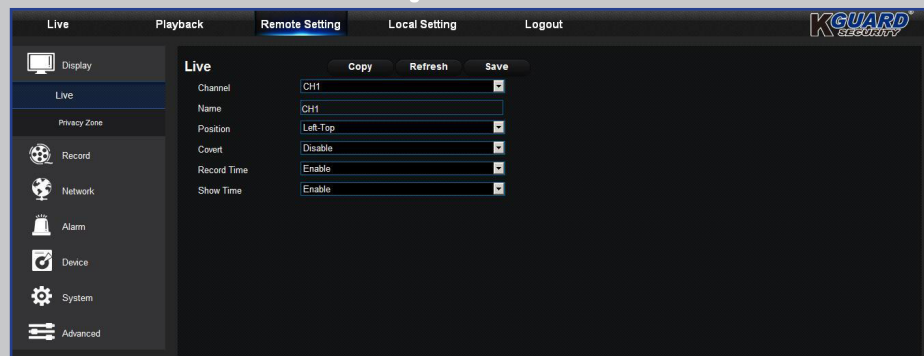 Live Playback Remote Setting Local Setting Logout
KGUARD
SECURITY
Display
Live
Privacy Zone
Record
Network
Alarm
Device
System
Advanced
Live Copy Refresh Save
Channel CH1
Name CH1
Position Left-Top
Covert Disable
Record Time Enable
Show Time Enable